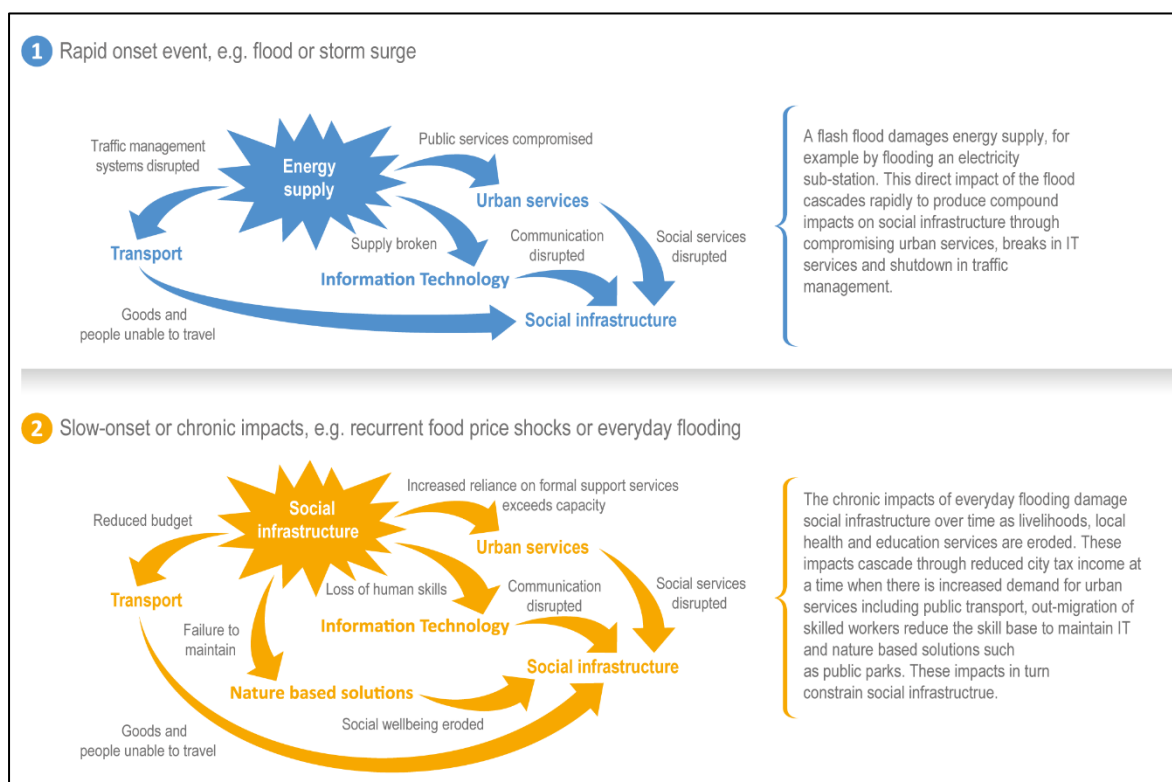 1 Rapid onset event, e.g. flood or storm surge
Traffic management
systems disrupted
Energy
supply
Public services compromised
Urban services
Transport
Supply broken
Communication
disrupted
Social services
disrupted
Information Technology
Goods and
people unable to travel
Social infrastructure
A flash flood damages energy supply, for
example by flooding an electricity
sub-station. This direct impact of the flood
cascades rapidly to produce compound
impacts on social infrastructure through
compromising urban services, breaks in IT
services and shutdown in traffic
management.
2 Slow-onset or chronic impacts, e.g. recurrent food price shocks or everyday flooding
Reduced budget
Social
infrastructure
Increased reliance on formal support services
exceeds capacity
Urban services
Transport
Loss of human skills
Communication
disrupted
Social services
disrupted
Failure to
maintain
Information Technology
Social infrastructure
Nature based solutions
Social wellbeing eroded
Goods and
people unable to travel
The chronic impacts of everyday flooding damage
social infrastructure over time as livelihoods, local
health and education services are eroded. These
impacts cascade through reduced city tax income at
a time when there is increased demand for urban
services including public transport, out-migration of
skilled workers reduce the skill base to maintain IT
and nature based solutions such
as public parks. These impacts in turn
constrain social infrastructrue.